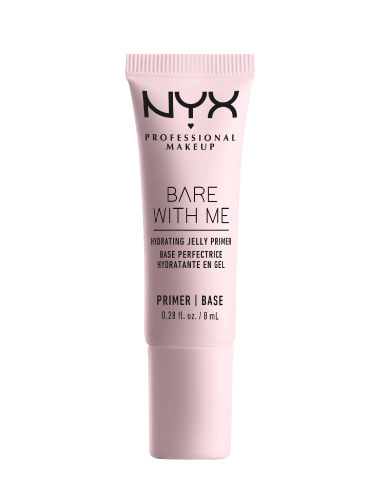 NYX
PROFESSIONAL
MAKEUP
BARE
WITH ME
HYDRATING JELLY PRIMER
BASE PERFECTRICE
HYDRATANTE EN GEL
PRIMER | BASE
0.28 fl. oz. / 8 mL